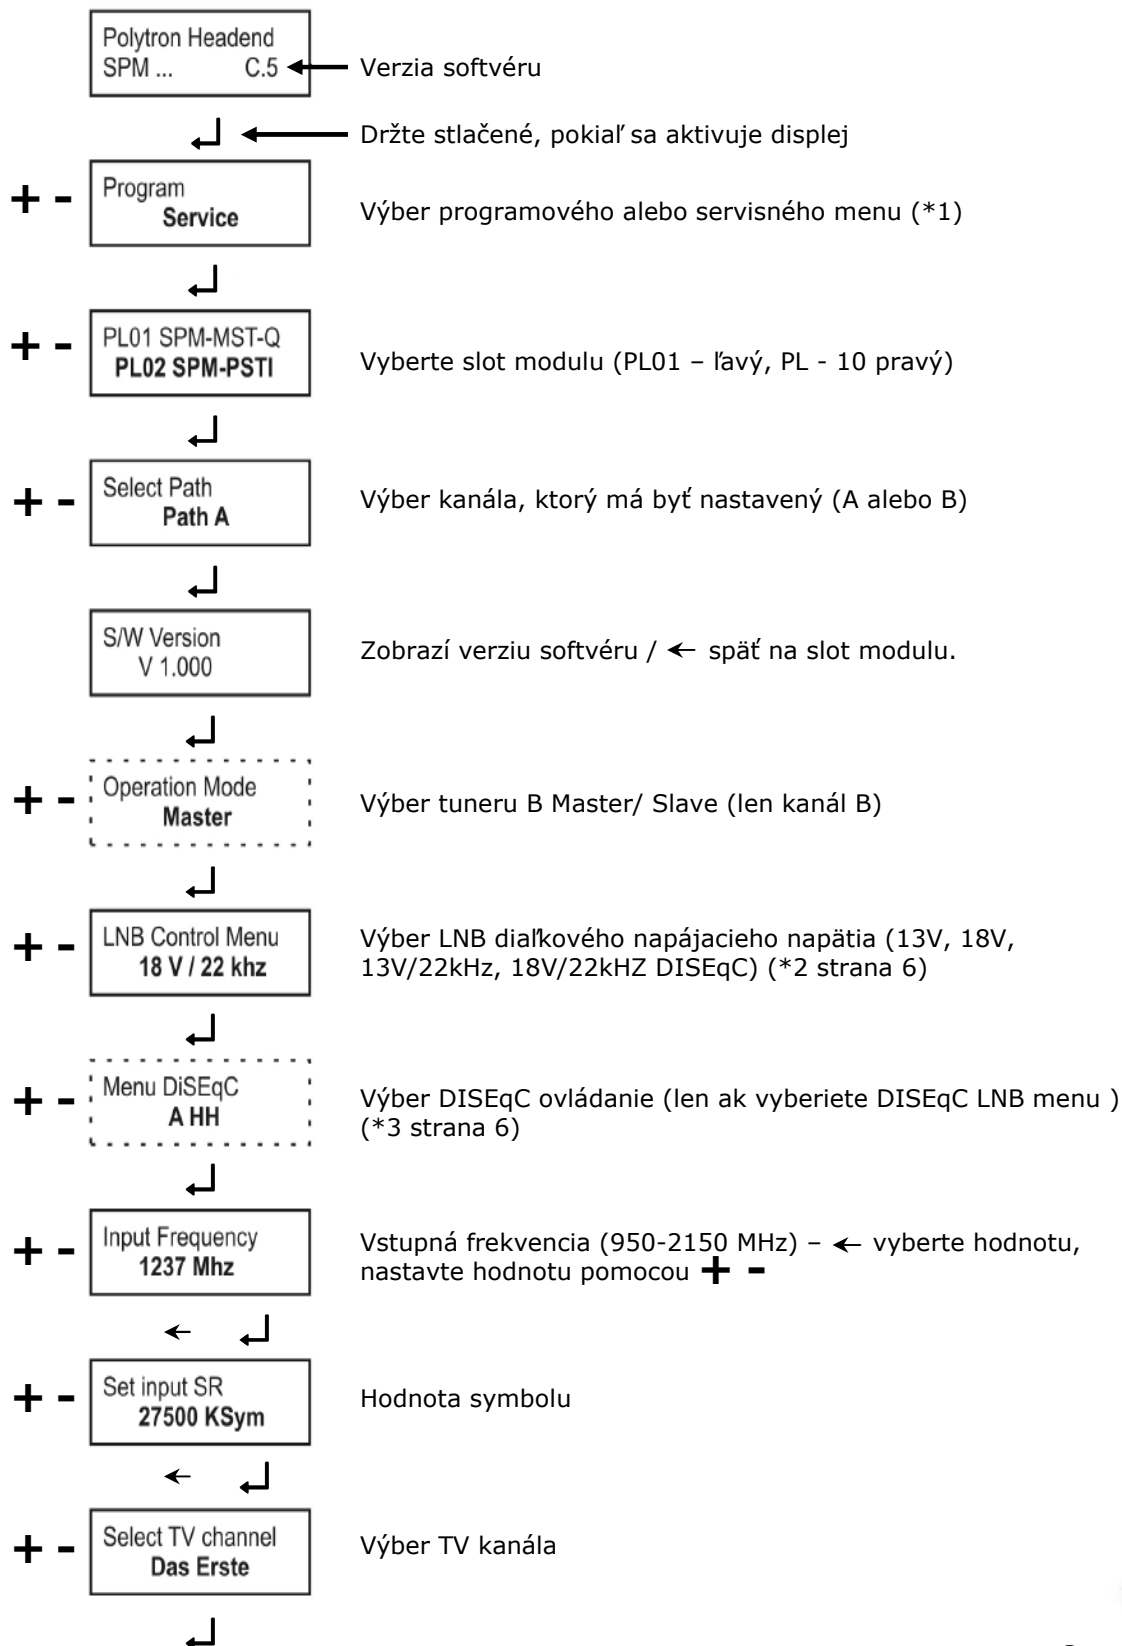 Polytron Headend
SPM ... C.5
Verzia softvéru
Držte stlačené, pokiaľ sa aktivuje displej
+ -
Program
Service
Výber programového alebo servisného menu (*1)
+ -
PL01 SPM-MST-Q
PL02 SPM-PSTI
Vyberte slot modulu (PL01 – ľavý, PL - 10 pravý)
+ -
Select Path
Path A
Výber kanála, ktorý má byť nastavený (A alebo B)
S/W Version
V 1.000
Zobrazí verziu softvéru / ← späť na slot modulu.
+ -
Operation Mode
Master
Výber tuneru B Master/ Slave (len kanál B)
+ -
LNB Control Menu
18 V / 22 khz
Výber LNB diaľkového napájacieho napätia (13V, 18V,
13V/22kHz, 18V/22kHZ DISEqC) (*2 strana 6)
+ -
Menu DiSEqC
A HH
Výber DISEqC ovládanie (len ak vyberiete DISEqC LNB menu )
(*3 strana 6)
+ -
Input Frequency
1237 Mhz
Vstupná frekvencia (950-2150 MHz) – ← vyberte hodnotu,
nastavte hodnotu pomocou + -
+ -
Set input SR
27500 KSym
Hodnota symbolu
+ -
Select TV channel
Das Erste
Výber TV kanála